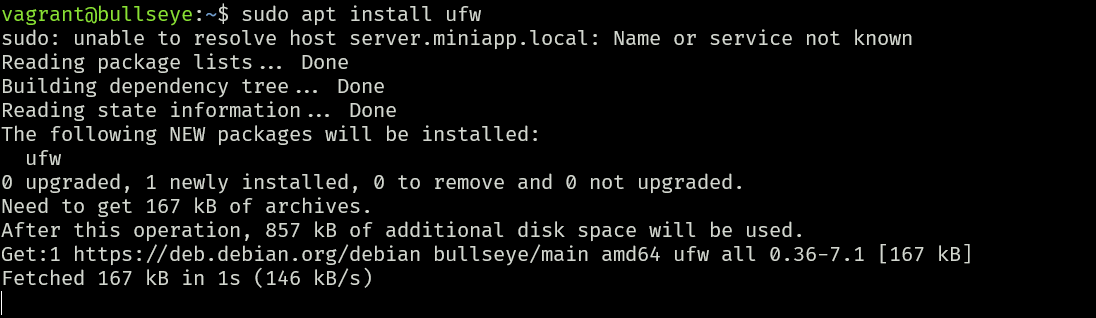 vagrant@bullseye:~$ sudo apt install ufw
sudo: unable to resolve host server.miniapp.local: Name or service not known
Reading package lists... Done
Building dependency tree... Done
Reading state information... Done
The following NEW packages will be installed:
  ufw
0 upgraded, 1 newly installed, 0 to remove and 0 not upgraded.
Need to get 167 kB of archives.
After this operation, 857 kB of additional disk space will be used.
Get:1 https://deb.debian.org/debian bullseye/main amd64 ufw all 0.36-7.1 [167 kB]
Fetched 167 kB in 1s (146 kB/s)